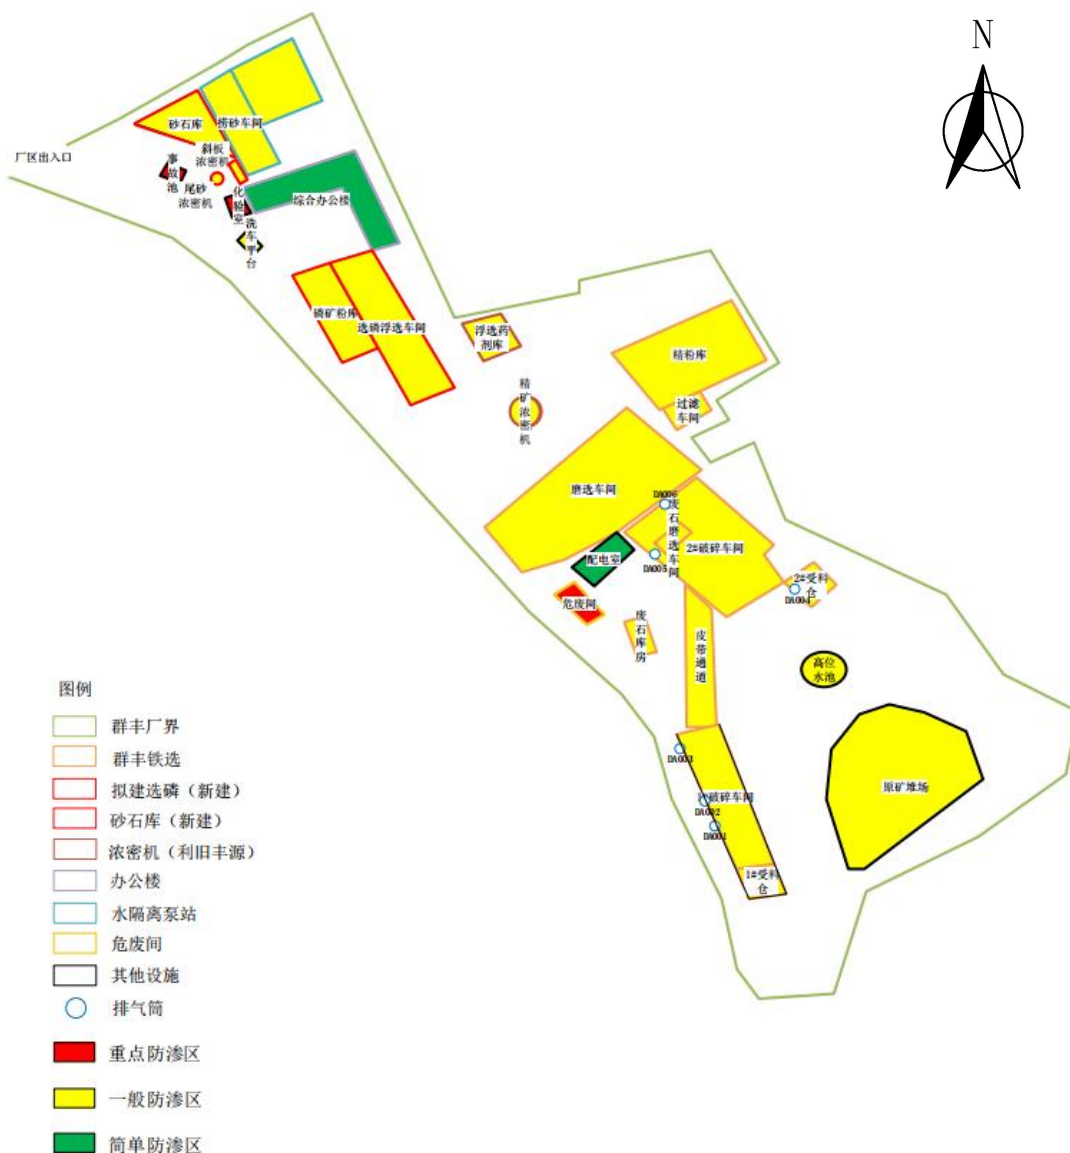 N
砂石库
捞砂车间
斜板
浓密机
厂区出入口
事故池
尾砂
浓密机
化验室
洗车平台
综合办公楼
磷矿粉库
选磷浮选车间
浮选药
剂库
精粉库
精矿浓密机
过滤
车间
磨选车间
DA006
废石磨选车间
2#破碎车间
DA005
配电室
2#受料
仓
DA004
危废间
废石库房
皮带通道
高位
水池
DA003
原矿堆场
1#破碎车间
DA002
DA001
1#受料
仓
图例
群丰厂界
群丰铁选
拟建选磷（新建）
砂石库（新建）
浓密机（利旧丰源）
办公楼
水隔离泵站
危废间
其他设施
排气筒
重点防渗区
一般防渗区
简单防渗区